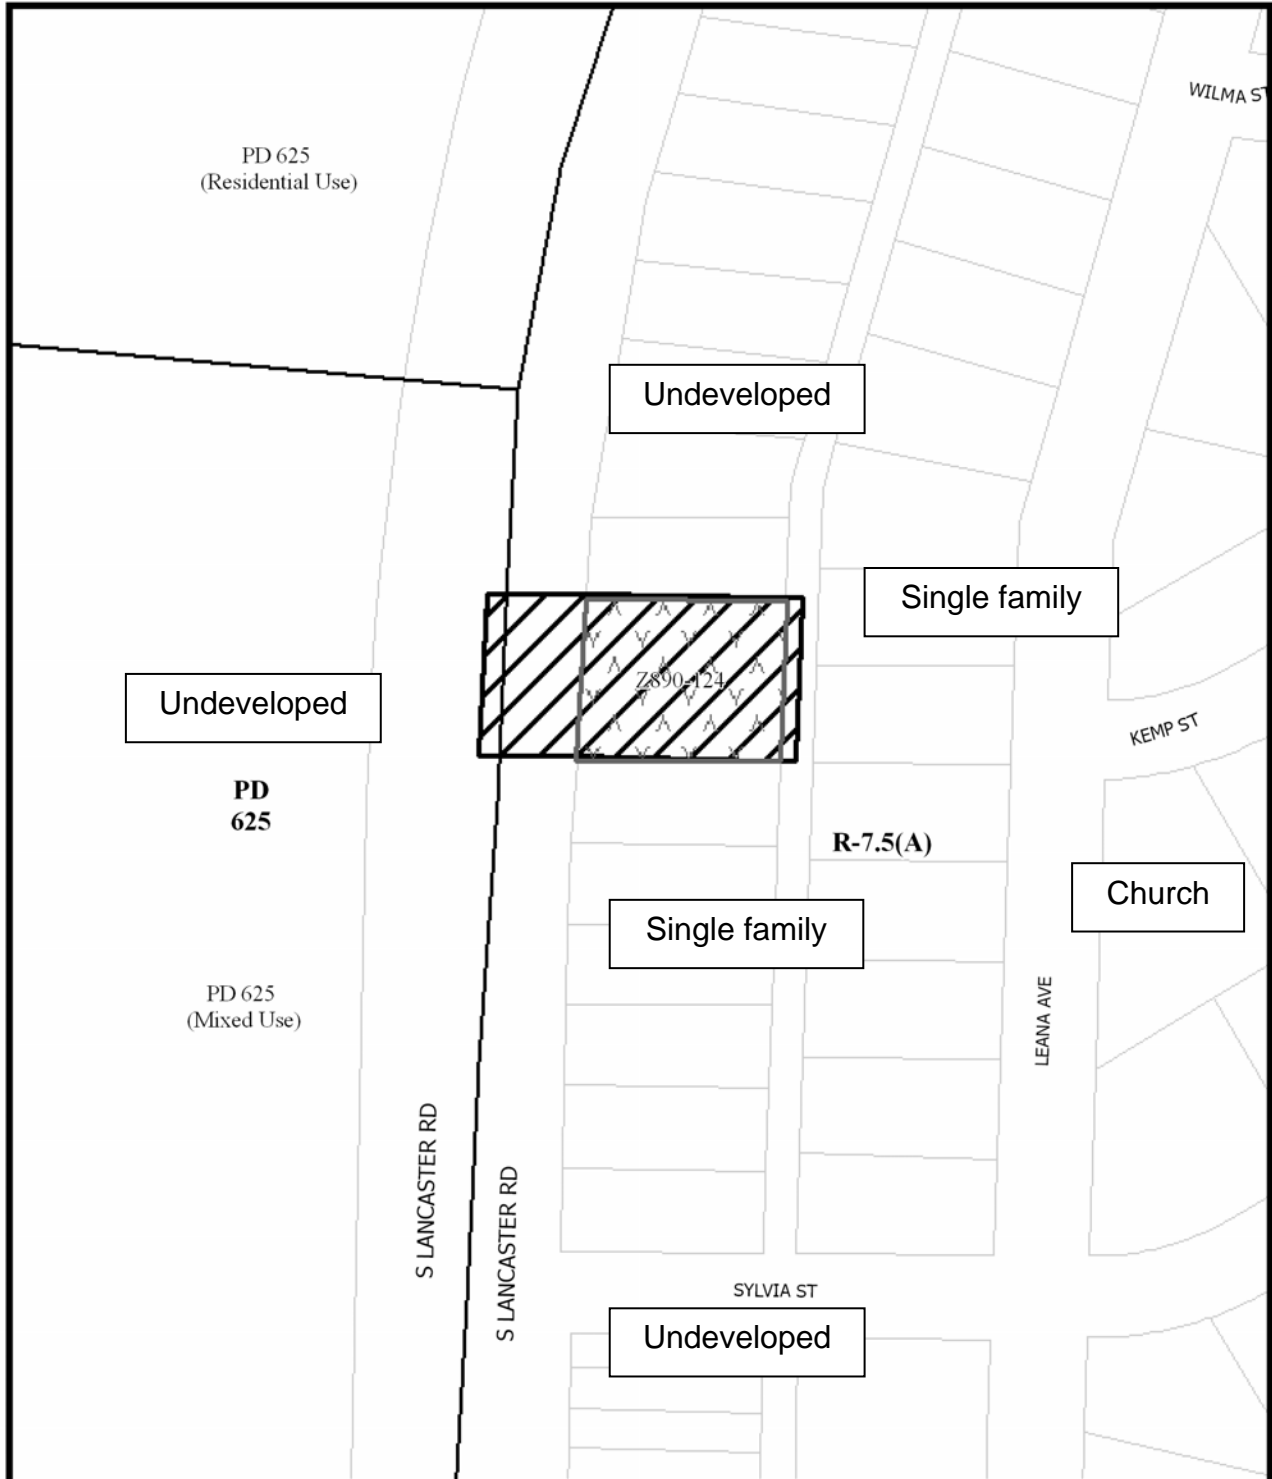 WILMA ST
PD 625
(Residential Use)
Undeveloped
Single family
Z890-124
Undeveloped
KEMP ST
PD
625
R-7.5(A)
Church
Single family
PD 625
(Mixed Use)
LEANA AVE
S LANCASTER RD
S LANCASTER RD
SYLVIA ST
Undeveloped